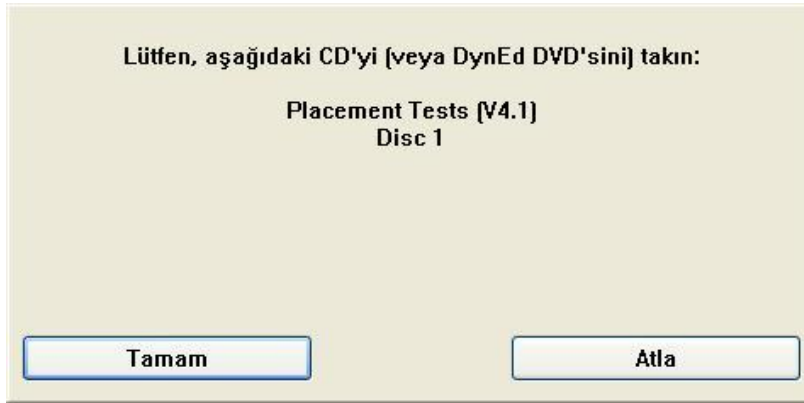 Lütfen, aşağıdaki CD'yi (veya DynEd DVD'sini) takın:
Placement Tests (V4.1)
Disc 1
Tamam
Atla